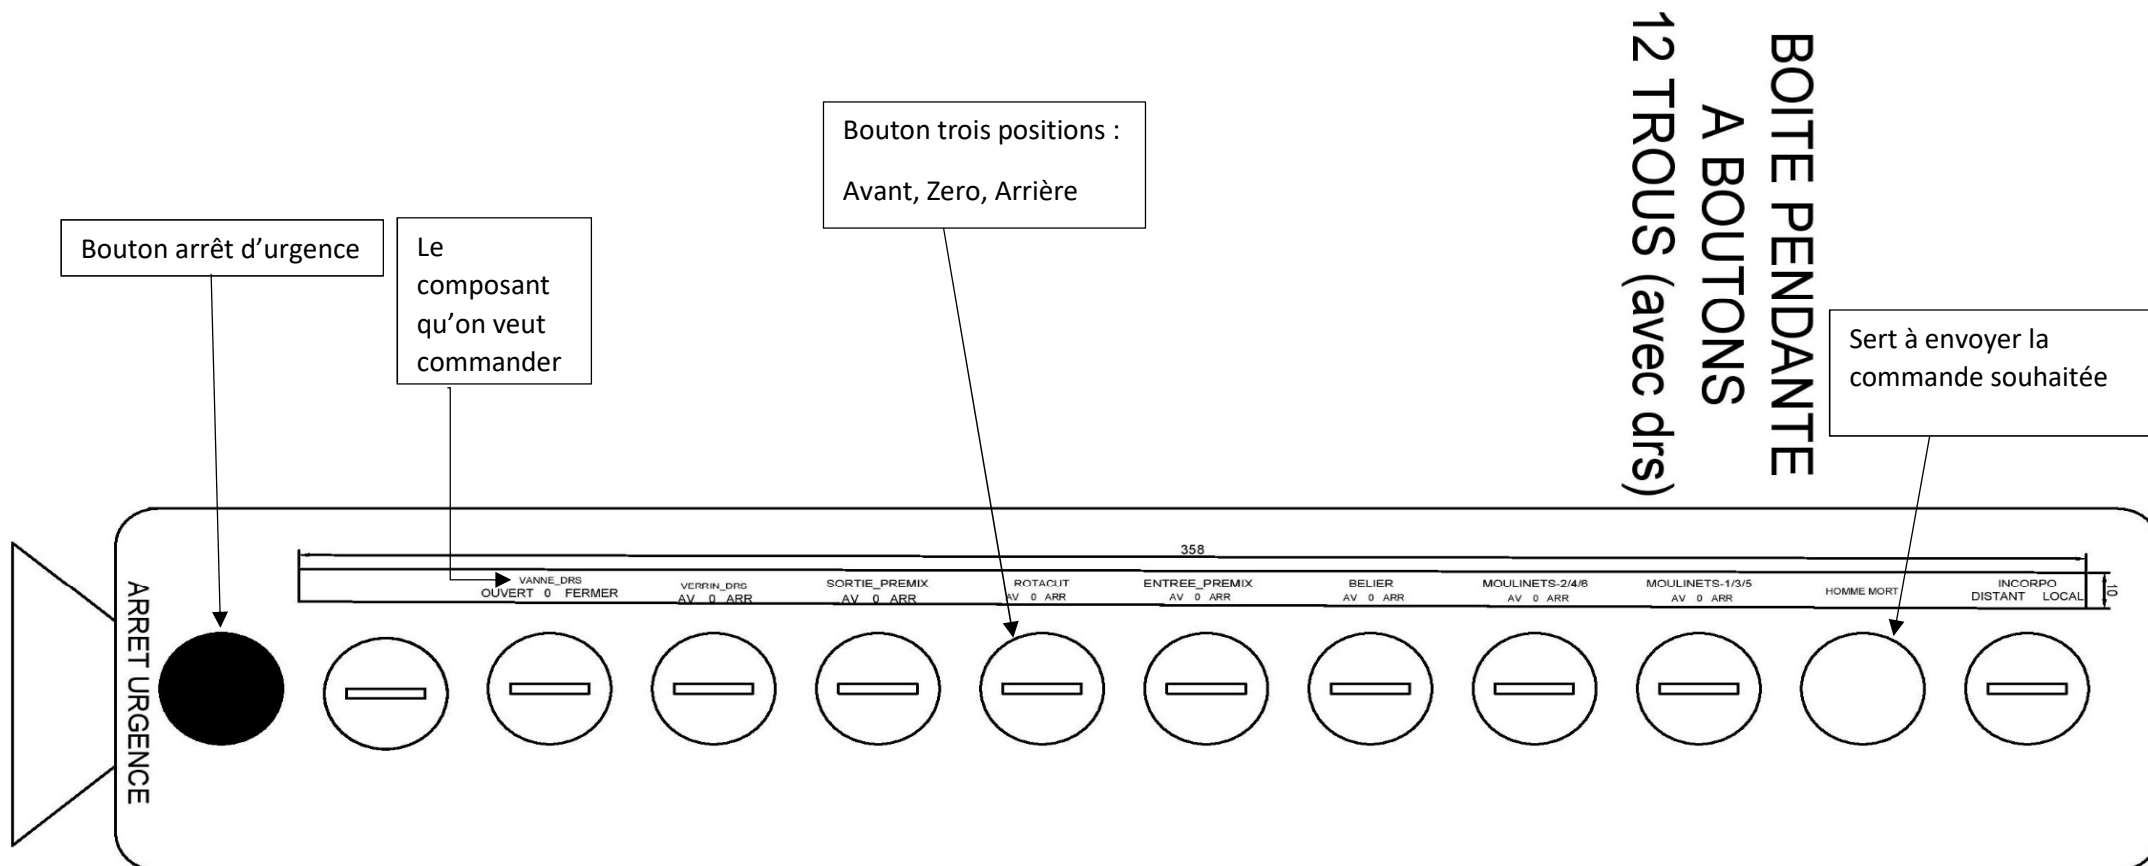 BOITE PENDANTE
A BOUTONS
12 TROUS (avec drs)
Bouton trois positions :
Avant, Zero, Arrière
Bouton arrêt d’urgence
Le
composant
qu’on veut
commander
Sert à envoyer la
commande souhaitée
358
10
ARRET URGENCE
VANNE_DRS
OUVERT 0 FERMER
VERRIN_DRS
AV 0 ARR
SORTIE_PREMIX
AV 0 ARR
ROTACUT
AV 0 ARR
ENTREE_PREMIX
AV 0 ARR
BELIER
AV 0 ARR
MOULINETS-2/4/6
AV 0 ARR
MOULINETS-1/3/5
AV 0 ARR
HOMME MORT
INCORPO
DISTANT LOCAL